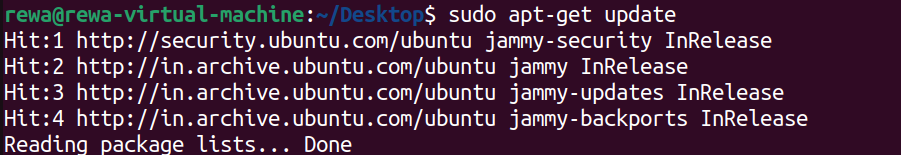 rewa@rewa-virtual-machine:~/Desktop$ sudo apt-get update
Hit:1 http://security.ubuntu.com/ubuntu jammy-security InRelease
Hit:2 http://in.archive.ubuntu.com/ubuntu jammy InRelease
Hit:3 http://in.archive.ubuntu.com/ubuntu jammy-updates InRelease
Hit:4 http://in.archive.ubuntu.com/ubuntu jammy-backports InRelease
Reading package lists... Done